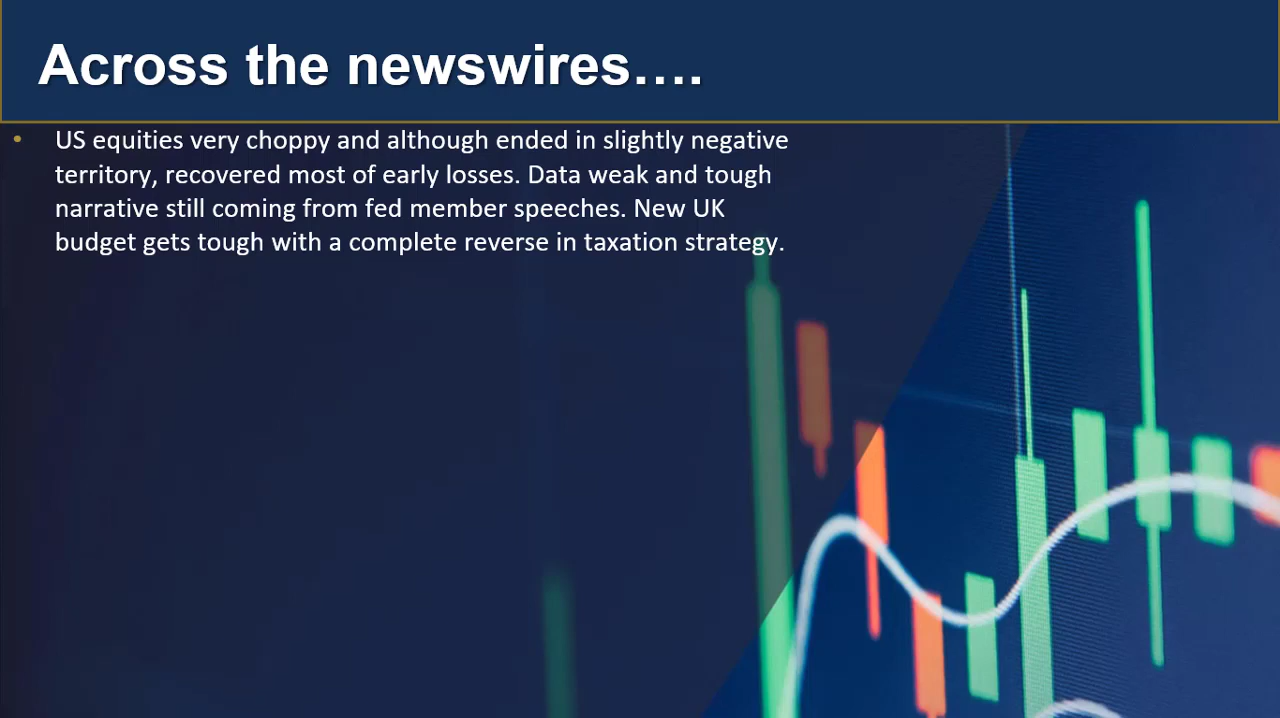 Across the newswires….
• US equities very choppy and although ended in slightly negative
territory, recovered most of early losses. Data weak and tough
narrative still coming from fed member speeches. New UK
budget gets tough with a complete reverse in taxation strategy.